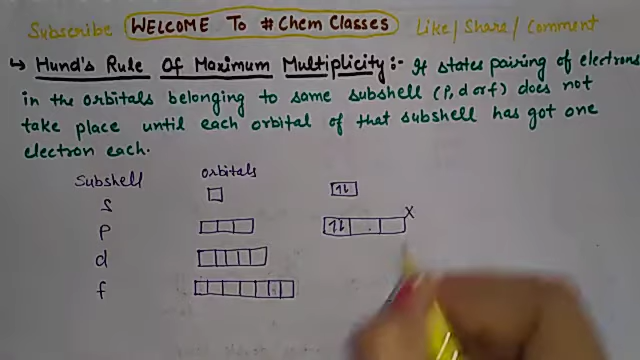 Subscribe WELCOME TO #Chem Classes Like/Share/Comment
↳ Hund's Rule Of Maximum Multiplicity :- It states pairing of electrons
in the orbitals belonging to same subshell (P, d or f) does not
take place until each orbital of that subshell has got one
electron each.
Subshell orbitals
S 1↓
P 1↓ X
d
f